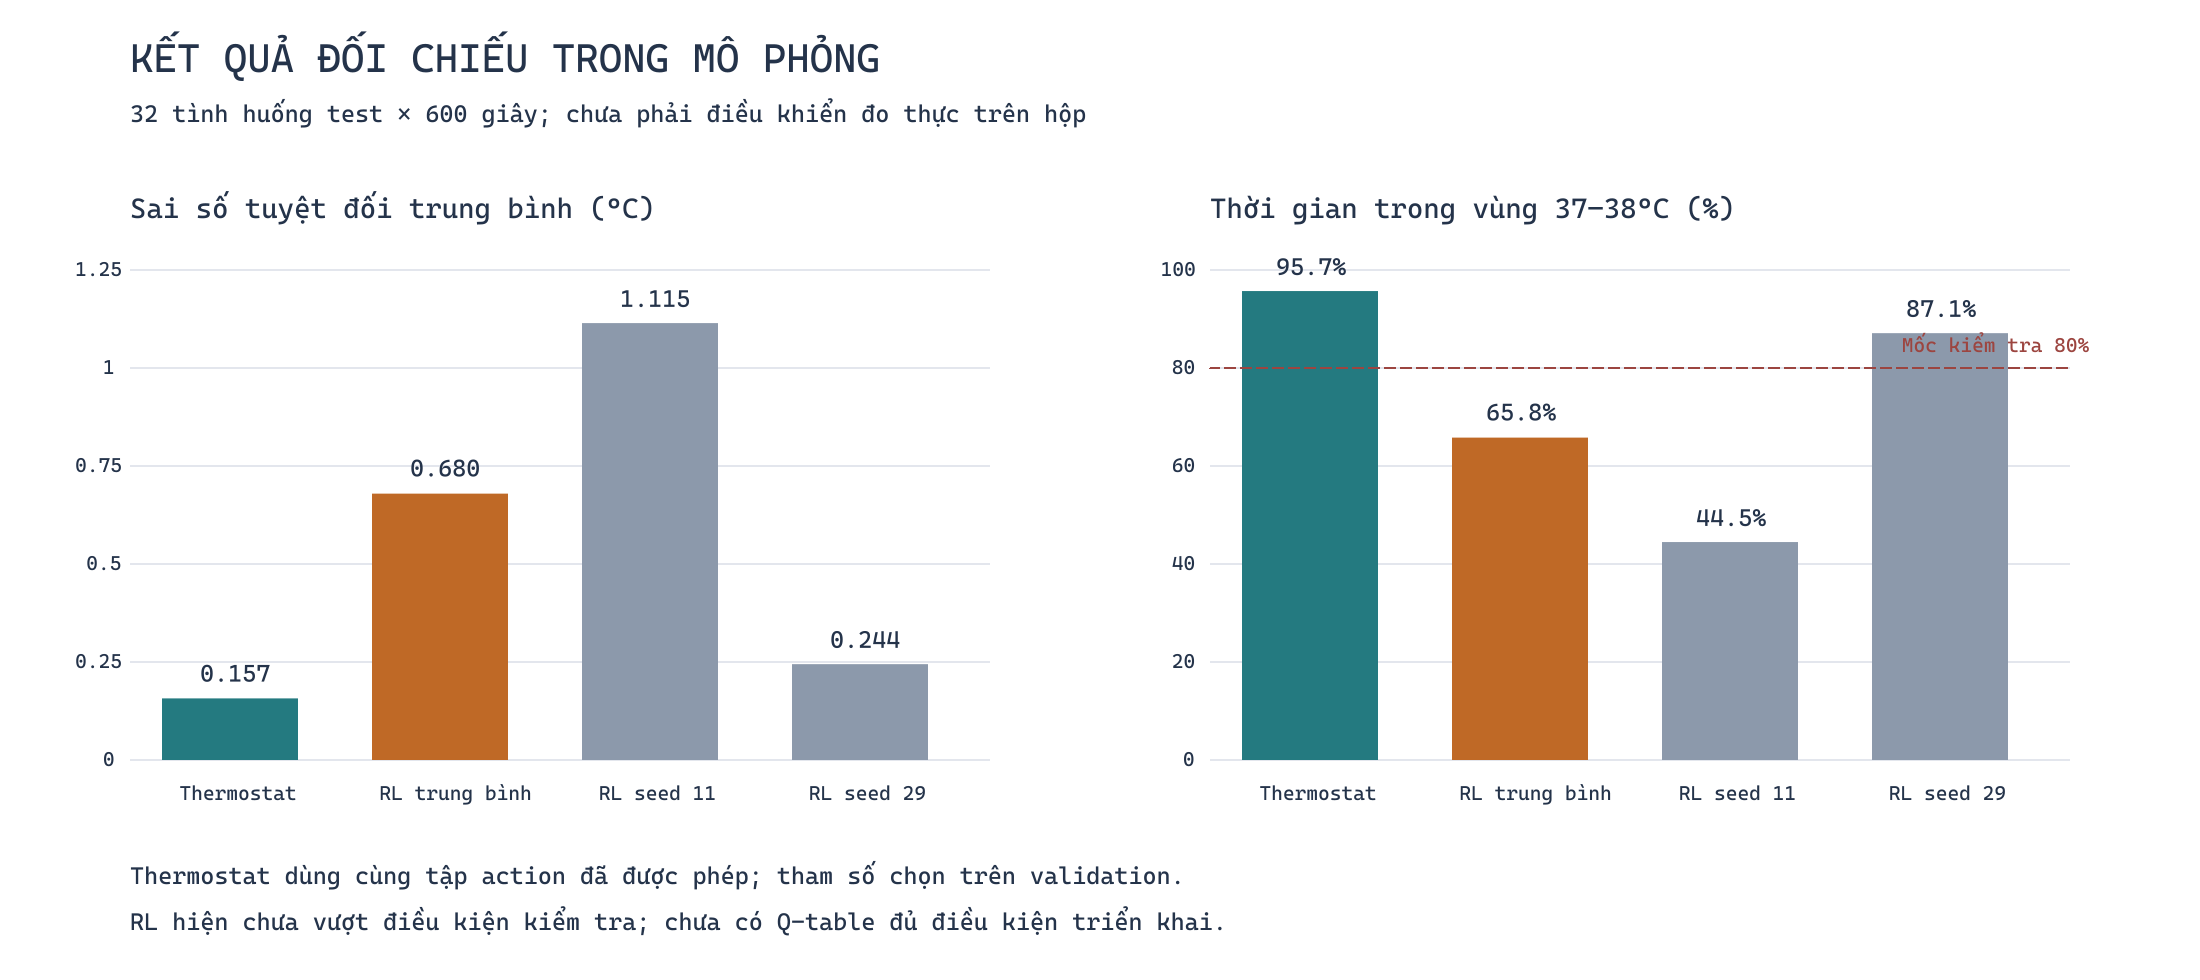 KẾT QUẢ ĐỐI CHIẾU TRONG MÔ PHỎNG
32 tình huống test × 600 giây; chưa phải điều khiển đo thực trên hộp
Sai số tuyệt đối trung bình (°C)
1.25
1
0.75
0.5
0.25
0
0.157
0.680
1.115
0.244
Thermostat
RL trung bình
RL seed 11
RL seed 29
Thời gian trong vùng 37–38°C (%)
100
80
60
40
20
0
95.7%
65.8%
44.5%
87.1%
Mốc kiểm tra 80%
Thermostat
RL trung bình
RL seed 11
RL seed 29
Thermostat dùng cùng tập action đã được phép; tham số chọn trên validation.
RL hiện chưa vượt điều kiện kiểm tra; chưa có Q-table đủ điều kiện triển khai.